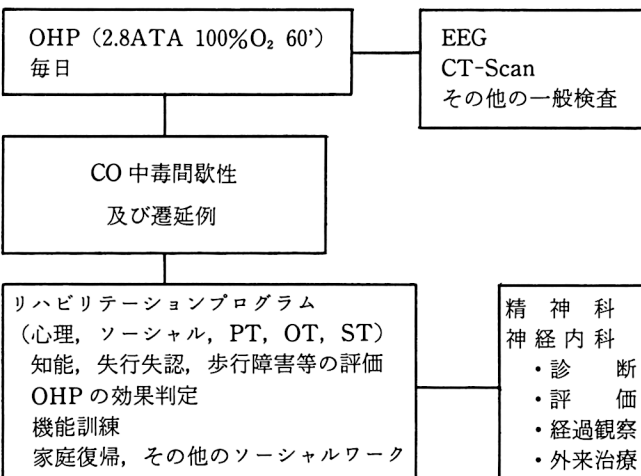 OHP（2.8ATA 100%O₂ 60’）
毎日
EEG
CT-Scan
その他の一般検査
CO 中毒間歇性
及び遷延例
リハビリテーションプログラム
（心理，ソーシャル，PT，OT，ST）
知能，失行失認，歩行障害等の評価
OHP の効果判定
機能訓練
家庭復帰，その他のソーシャルワーク
精神科
神経内科
・診断
・評価
・経過観察
・外来治療